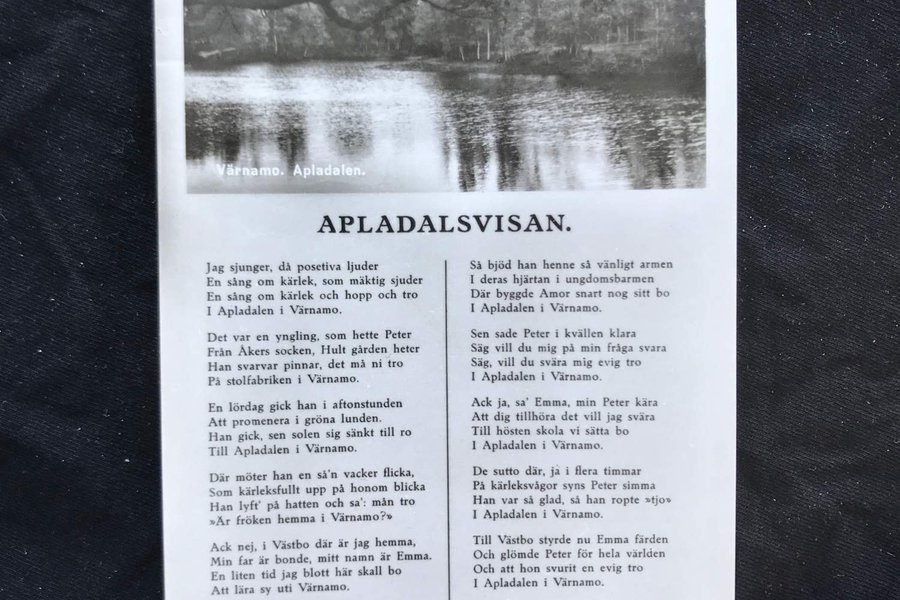 Värnamo. Apladalen.
APLADALSVISAN.
Jag sjunger, då posetiva ljuder
En sång om kärlek, som mäktig sjuder
En sång om kärlek och hopp och tro
I Apladalen i Värnamo.
Det var en yngling, som hette Peter
Från Åkers socken, Hult gården heter
Han svarvar pinnar, det må ni tro
På stolfabriken i Värnamo.
En lördag gick han i aftonstunden
Att promenera i gröna lunden.
Han gick, sen solen sig sänkt till ro
Till Apladalen i Värnamo.
Där möter han en så'n vacker flicka,
Som kärleksfullt upp på honom blicka
Han lyft' på hatten och sa': mån tro
»Är fröken hemma i Värnamo?»
Ack nej, i Västbo där är jag hemma,
Min far är bonde, mitt namn är Emma.
En liten tid jag blott här skall bo
Att lära sy uti Värnamo.
Så bjöd han henne så vänligt armen
I deras hjärtan i ungdomsbarmen
Där byggde Amor snart nog sitt bo
I Apladalen i Värnamo.
Sen sade Peter i kvällen klara
Säg vill du mig på min fråga svara
Säg, vill du svära mig evig tro
I Apladalen i Värnamo.
Ack ja, sa' Emma, min Peter kära
Att dig tillhöra det vill jag svära
Till hösten skola vi sätta bo
I Apladalen i Värnamo.
De sutto där, ja i flera timmar
På kärleksvågor syns Peter simma
Han var så glad, så han ropte »tjo»
I Apladalen i Värnamo.
Till Västbo styrde nu Emma färden
Och glömde Peter för hela världen
Och att hon svurit en evig tro
I Apladalen i Värnamo.